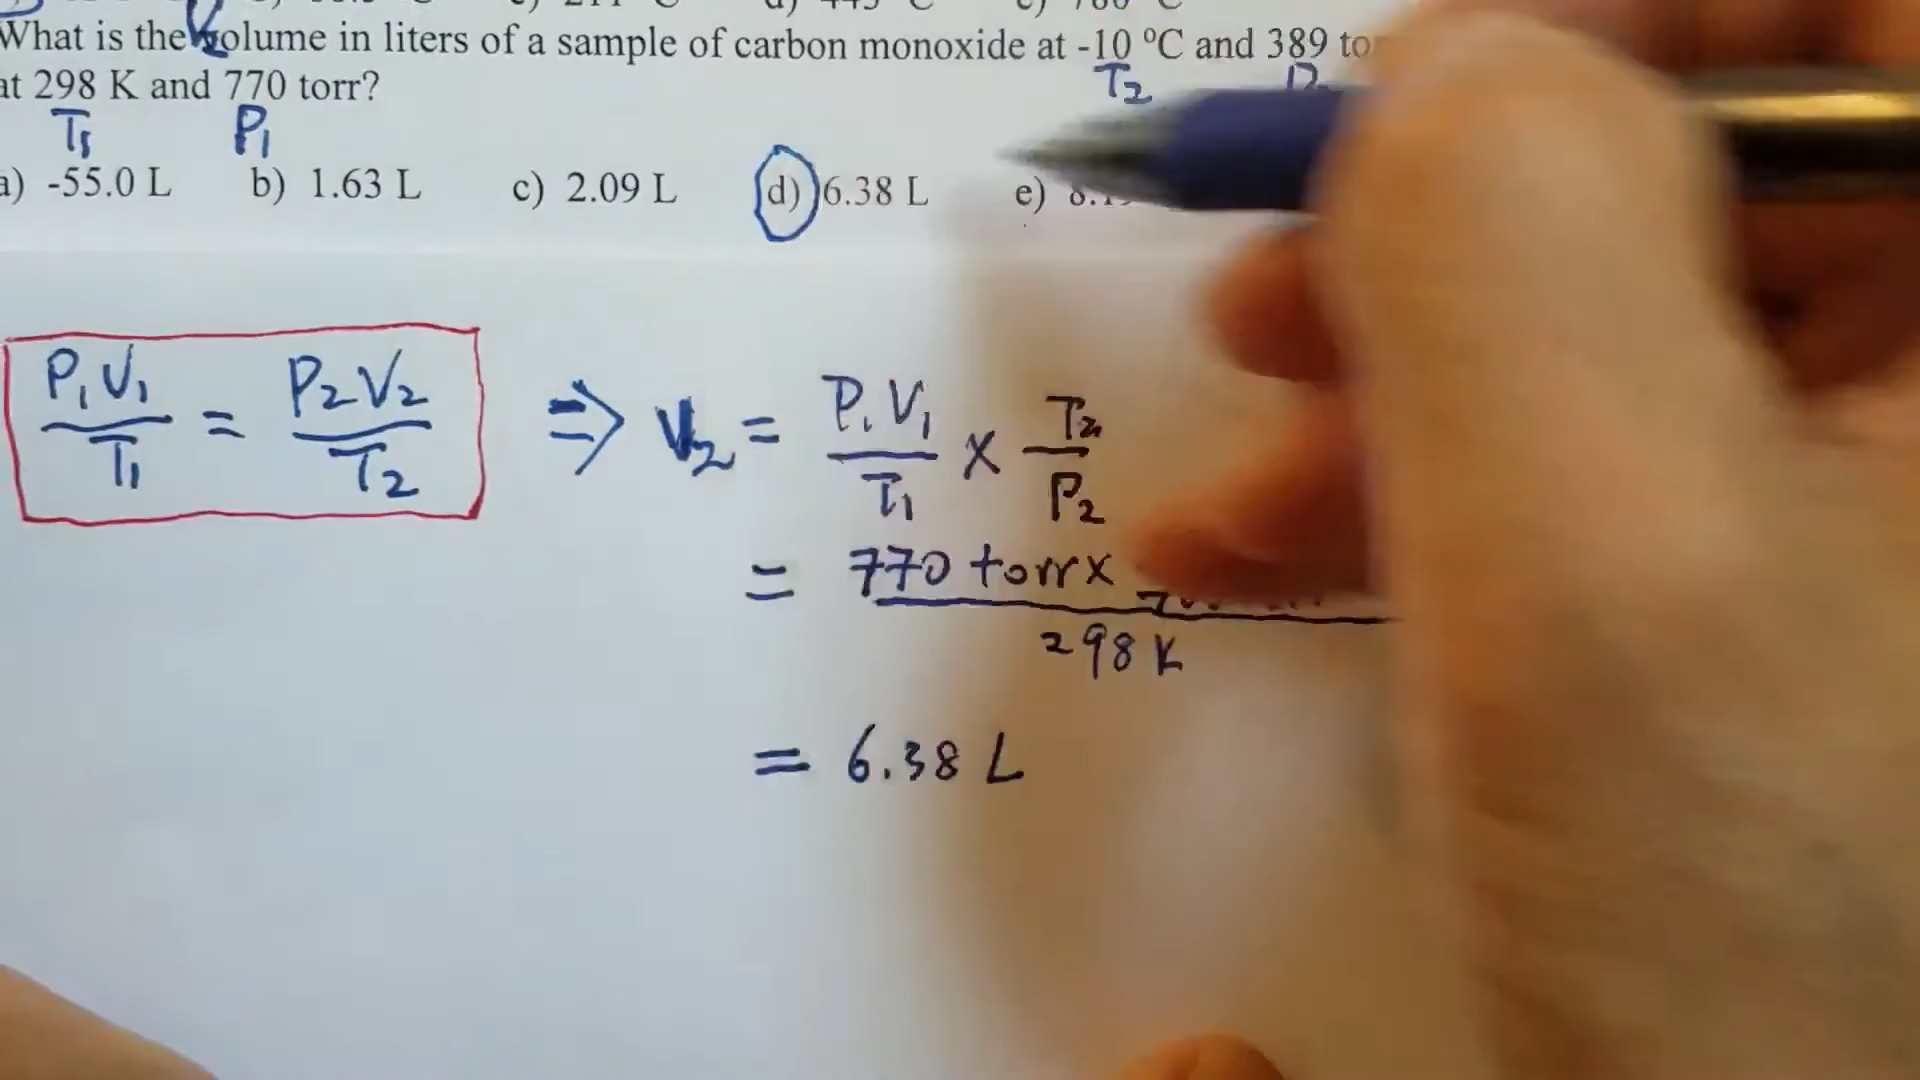 What is the volume in liters of a sample of carbon monoxide at -10 °C and 389
at 298 K and 770 torr?
T2
T1 P1
a) -55.0 L b) 1.63 L c) 2.09 L d) 6.38 L e)
P1V1/T1 = P2V2/T2 ⇒ V2 = P1V1/T1 × T2/P2
= 770 torr x
298 K
= 6.38 L